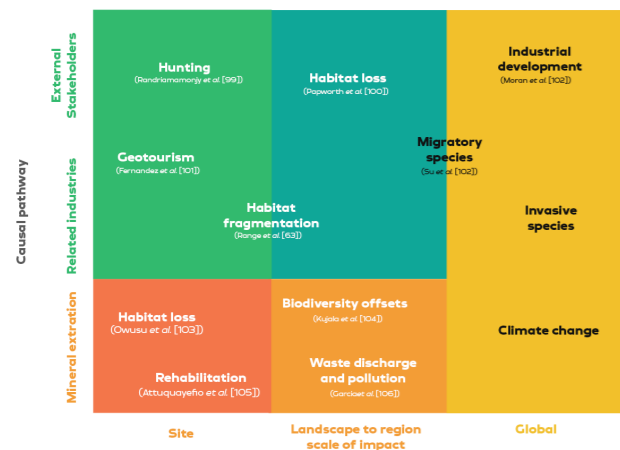 External
Stakeholders
Related industries
Mineral extration
Causal pathway
Hunting
(Randriamamonjy et al. [99])
Habitat loss
(Papworth et al. [100])
Industrial
development
(Moran et al. [102])
Migratory
species
(Su et al. [102])
Geotourism
(Fernandez et al. [101])
Habitat
fragmentation
(Range et al. [63])
Invasive
species
Habitat loss
(Owusu et al. [103])
Biodiversity offsets
(Kujala et al. [104])
Climate change
Rehabilitation
(Attuquayefio et al. [105])
Waste discharge
and pollution
(Garcia et al. [106])
Site
Landscape to region
scale of impact
Global